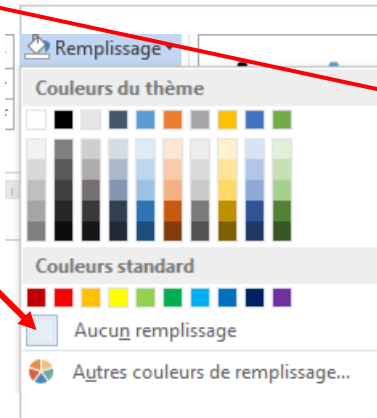 Remplissage
Couleurs du thème
Couleurs standard
Aucun remplissage
Autres couleurs de remplissage...